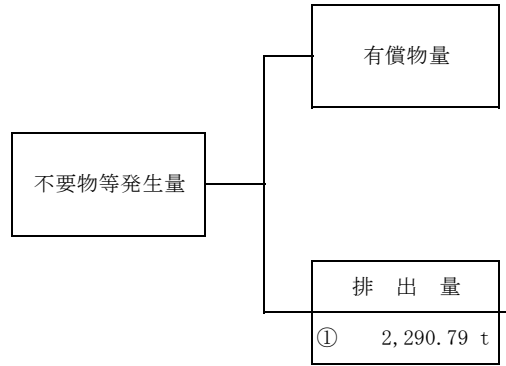 有償物量
不要物等発生量
排 出 量
① 2,290.79 t